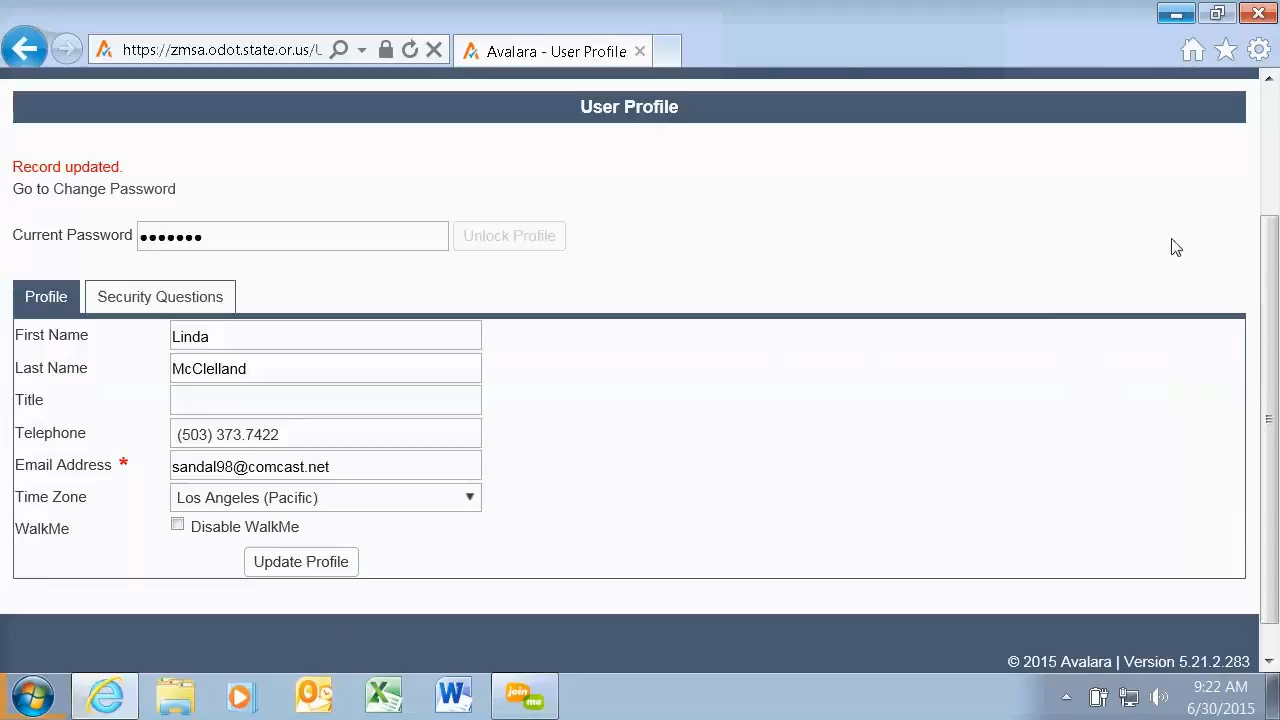 https://zmsa.odot.state.or.us/U
Avalara - User Profile
User Profile
Record updated.
Go to Change Password
Current Password ●●●●●●● Unlock Profile
Profile Security Questions
First Name Linda
Last Name McClelland
Title
Telephone (503) 373.7422
Email Address * sandal98@comcast.net
Time Zone Los Angeles (Pacific)
WalkMe Disable WalkMe
Update Profile
© 2015 Avalara | Version 5.21.2.283
join me
9:22 AM
6/30/2015